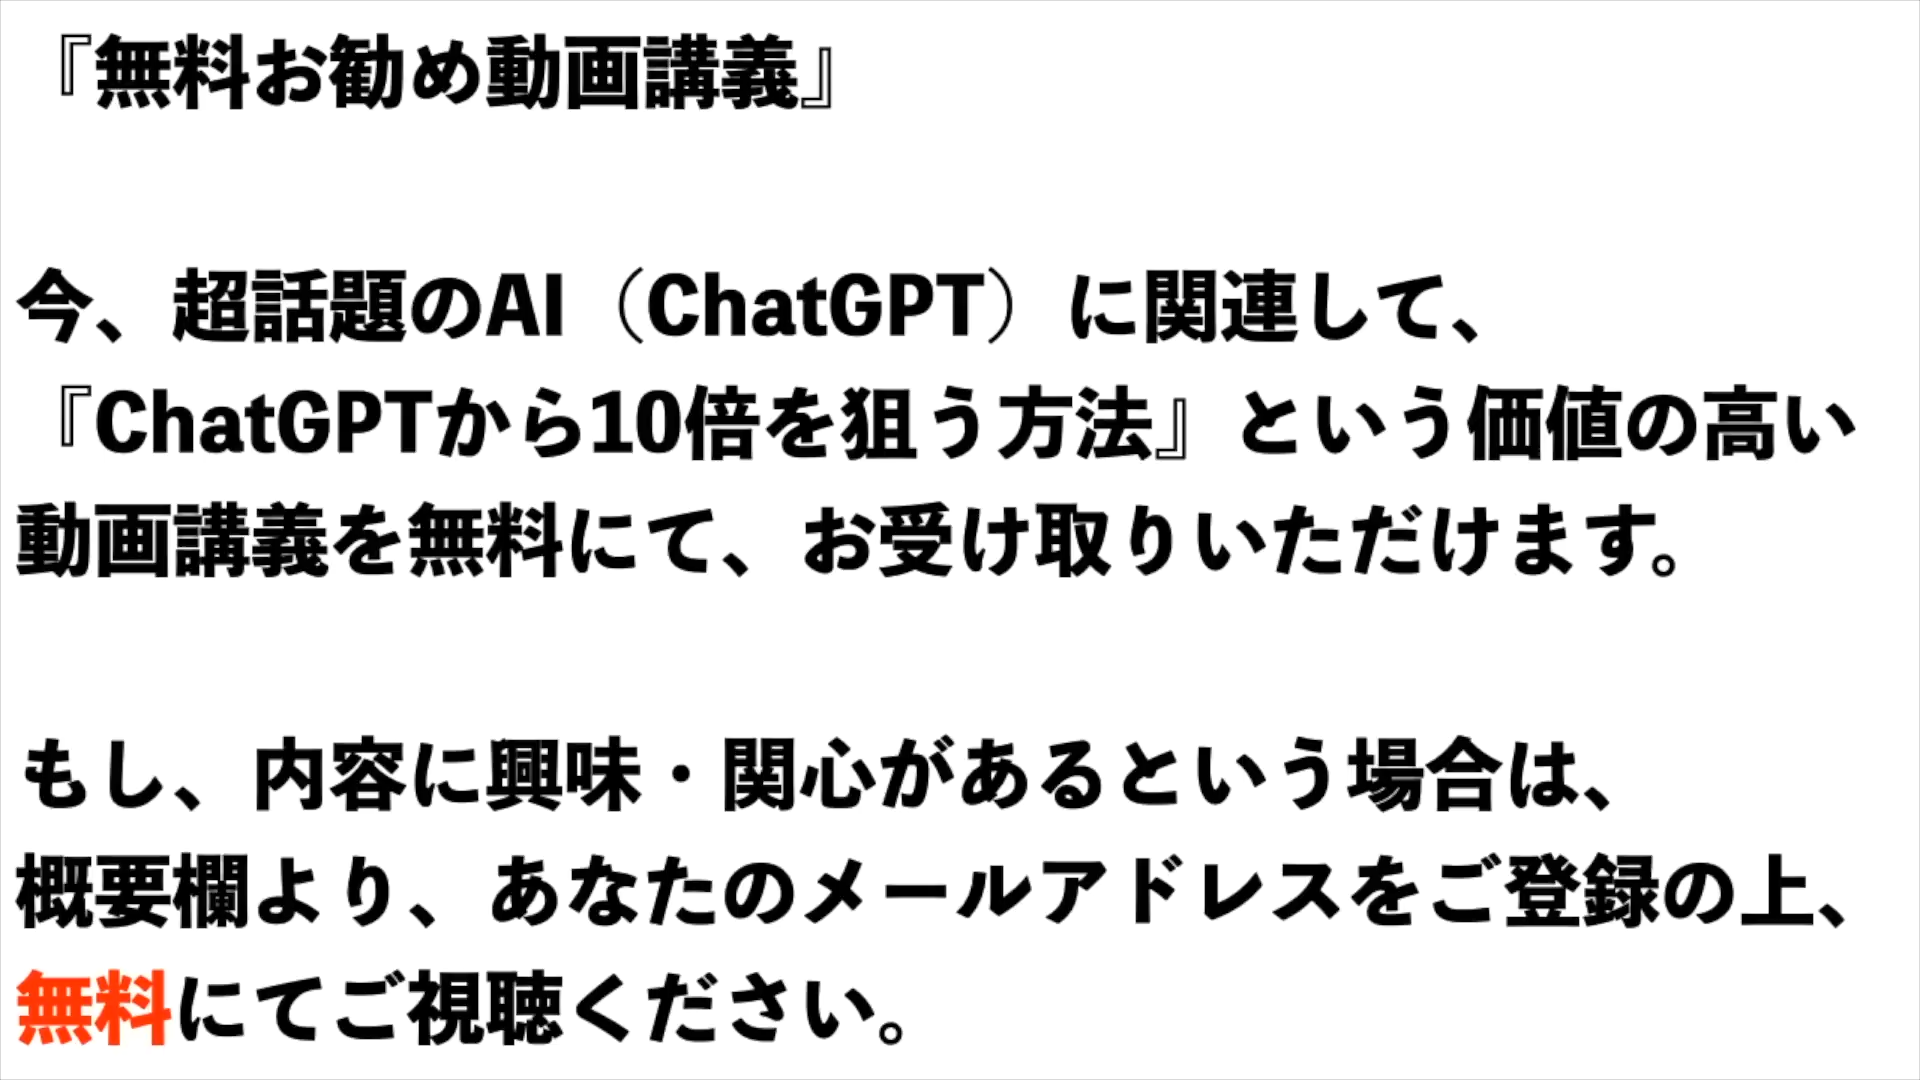 『無料お勧め動画講義』
今、超話題のAI（ChatGPT）に関連して、
『ChatGPTから10倍を狙う方法』という価値の高い
動画講義を無料にて、お受け取りいただけます。
もし、内容に興味・関心があるという場合は、
概要欄より、あなたのメールアドレスをご登録の上、
無料にてご視聴ください。